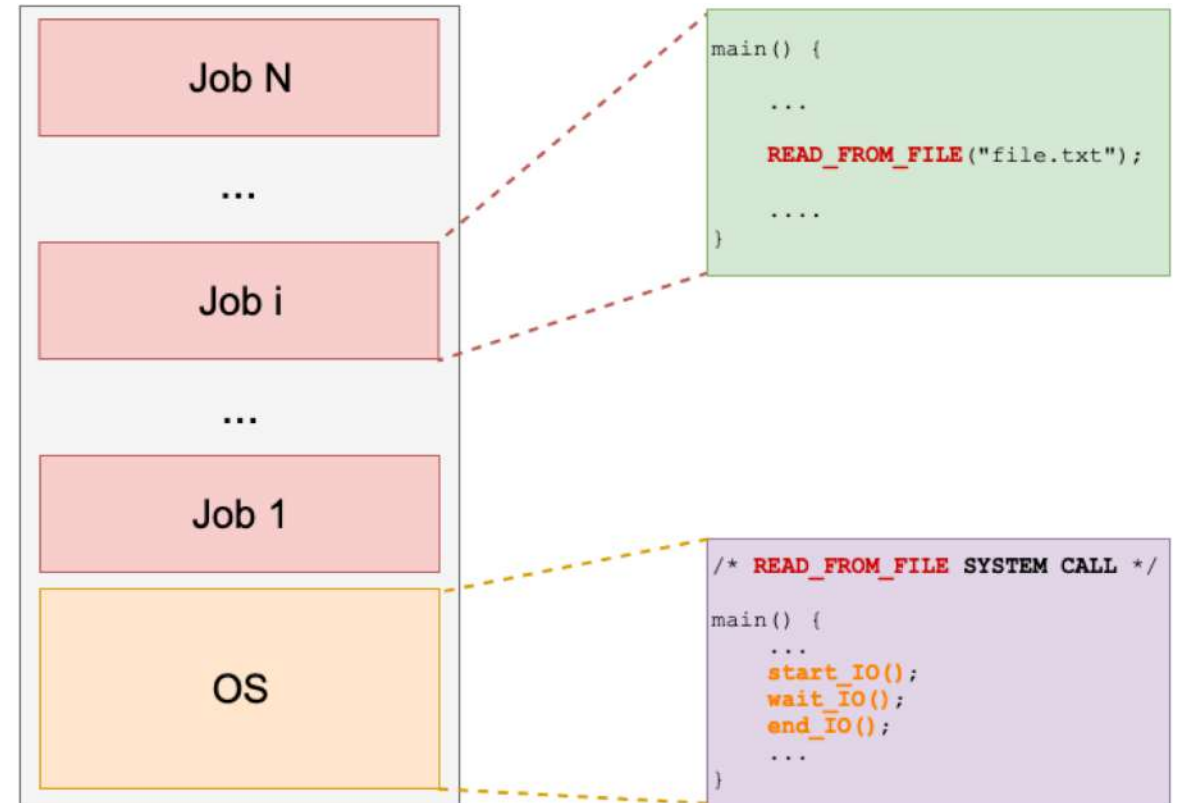 Job N
...
Job i
...
Job 1
OS
main() {
...
READ_FROM_FILE("file.txt");
....
}
/* READ_FROM_FILE SYSTEM CALL */
main() {
...
start_IO();
wait_IO();
end_IO();
...
}